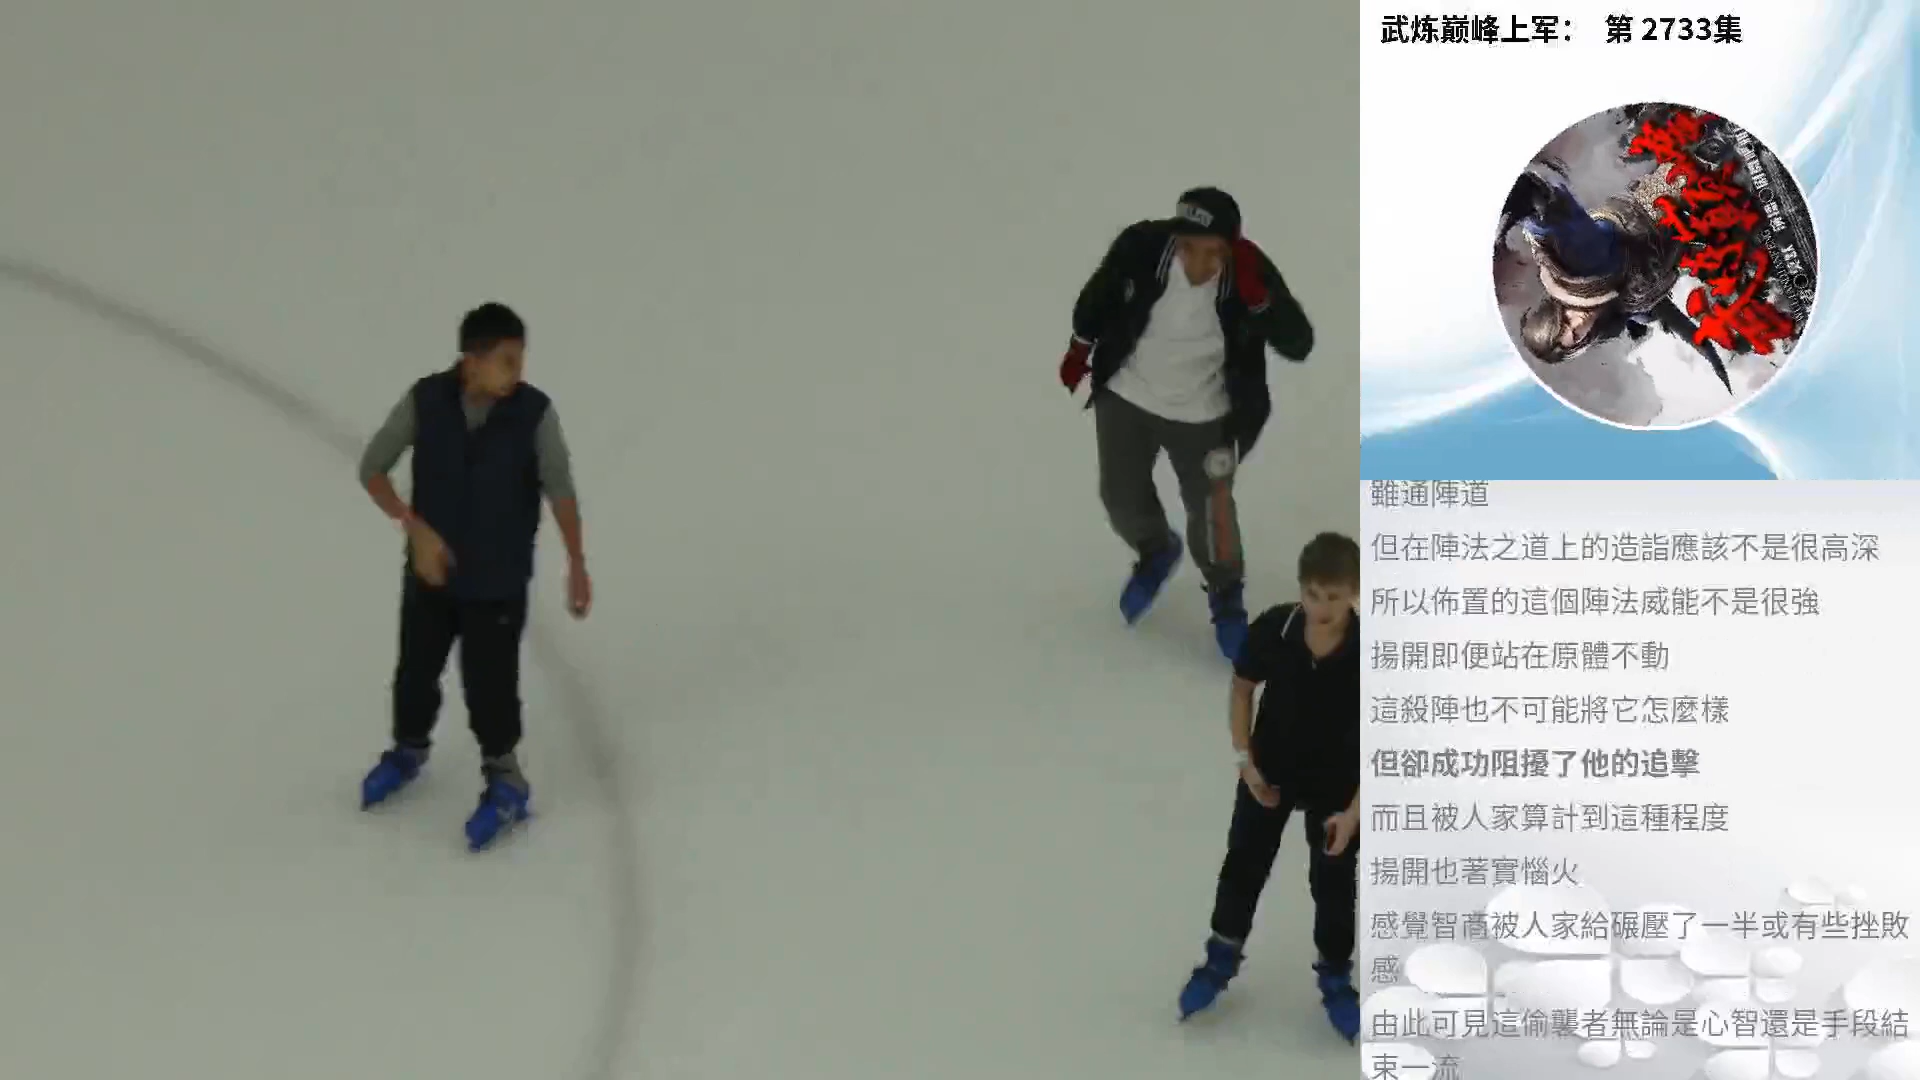 武炼巅峰上军： 第 2733集
雖通陣道
但在陣法之道上的造詣應該不是很高深
所以佈置的這個陣法威能不是很強
揚開即便站在原體不動
這殺陣也不可能將它怎麼樣
但卻成功阻擾了他的追擊
而且被人家算計到這種程度
揚開也著實惱火
感覺智商被人家給碾壓了一半或有些挫敗
感
由此可見這偷襲者無論是心智還是手段結
束一流